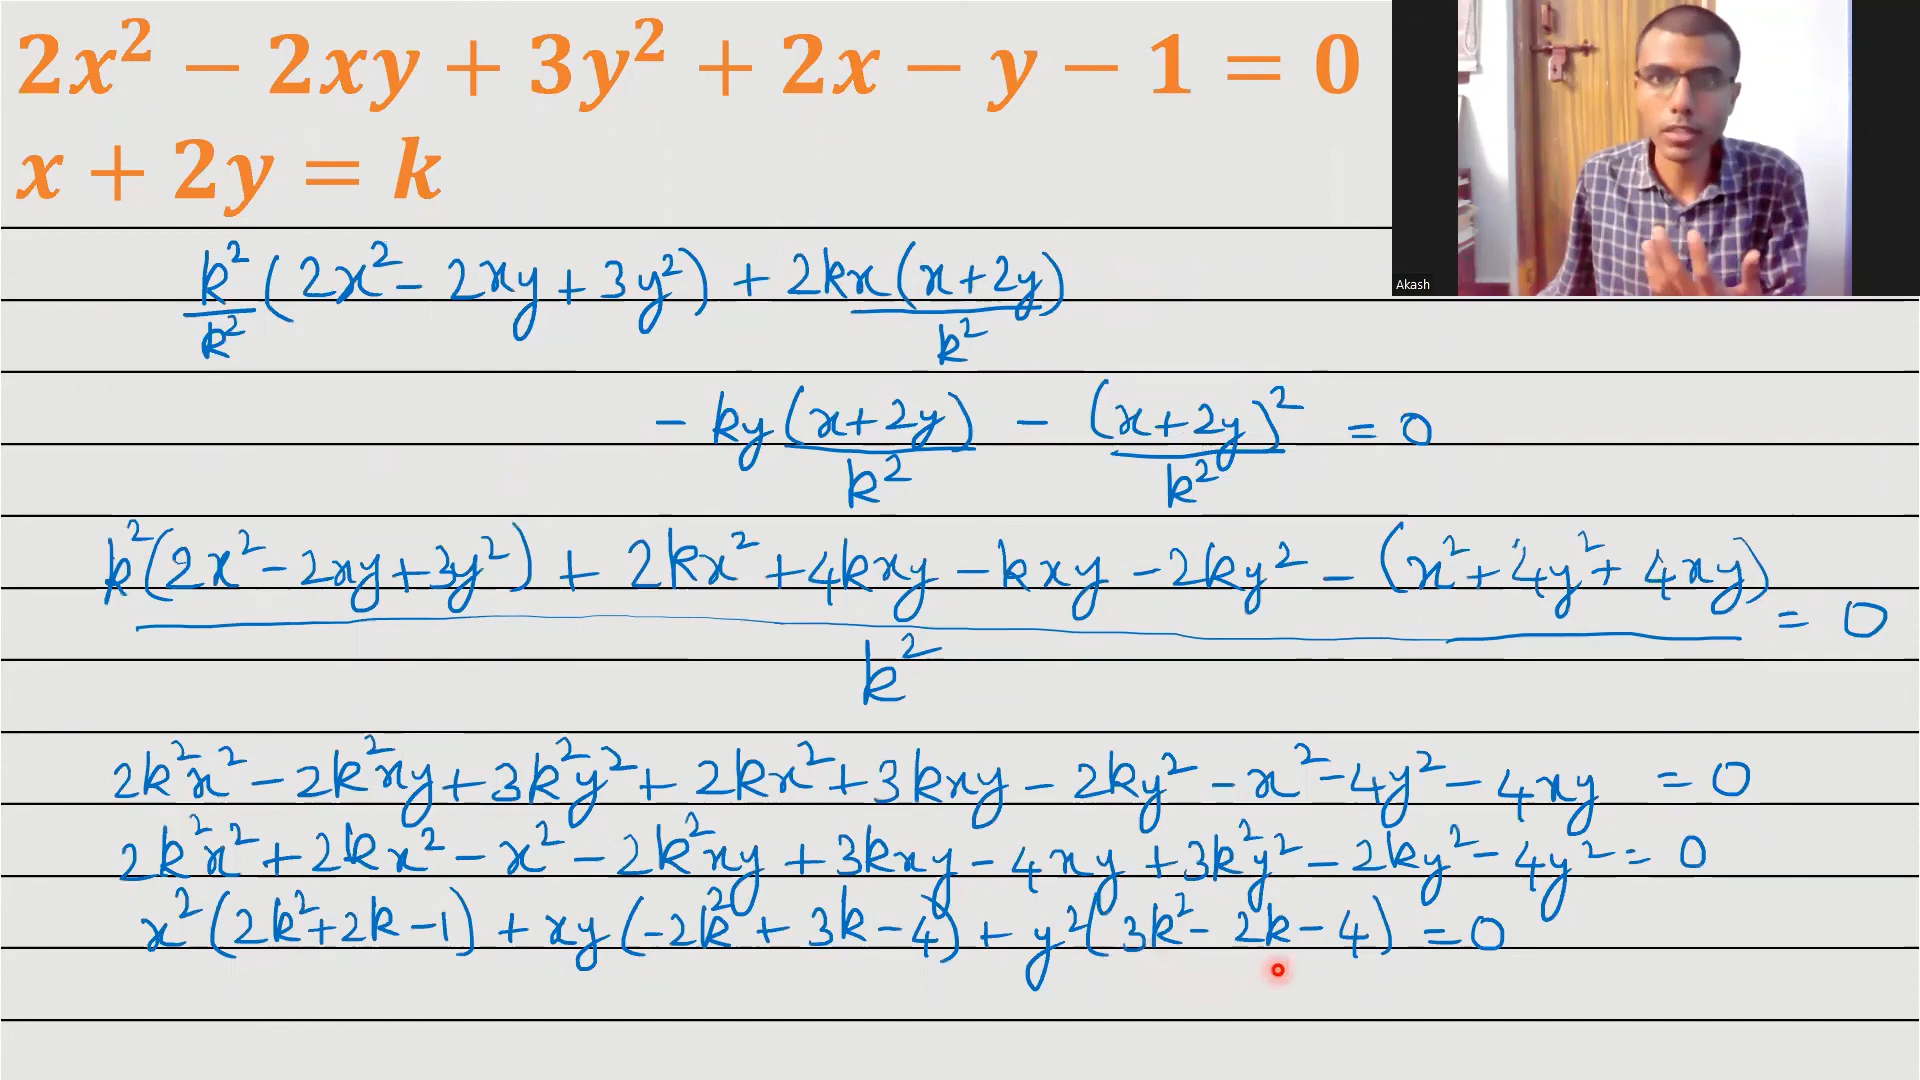 2x² − 2xy + 3y² + 2x − y − 1 = 0
x + 2y = k
Akash
k²/k² (2x² - 2xy + 3y²) + 2kx(x+2y)/k²
- ky(x+2y)/k² - (x+2y)²/k² = 0
k²(2x² - 2xy + 3y²) + 2kx² + 4kxy - kxy - 2ky² - (x² + 4y² + 4xy) = 0
k²
2k²x² - 2k²xy + 3k²y² + 2kx² + 3kxy - 2ky² - x² - 4y² - 4xy = 0
2k²x² + 2kx² - x² - 2k²xy + 3kxy - 4xy + 3k²y² - 2ky² - 4y² = 0
x²(2k² + 2k - 1) + xy(-2k² + 3k - 4) + y²(3k² - 2k - 4) = 0